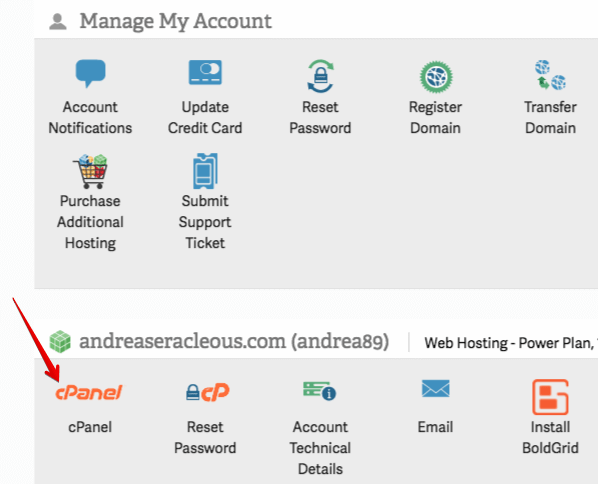 Manage My Account
Account
Notifications
Update
Credit Card
Reset
Password
Register
Domain
Transfer
Domain
Purchase
Additional
Hosting
Submit
Support
Ticket
andreaseracleous.com (andrea89) Web Hosting - Power Plan,
cPanel
cPanel
cP
Reset
Password
Account
Technical
Details
Email
Install
BoldGrid